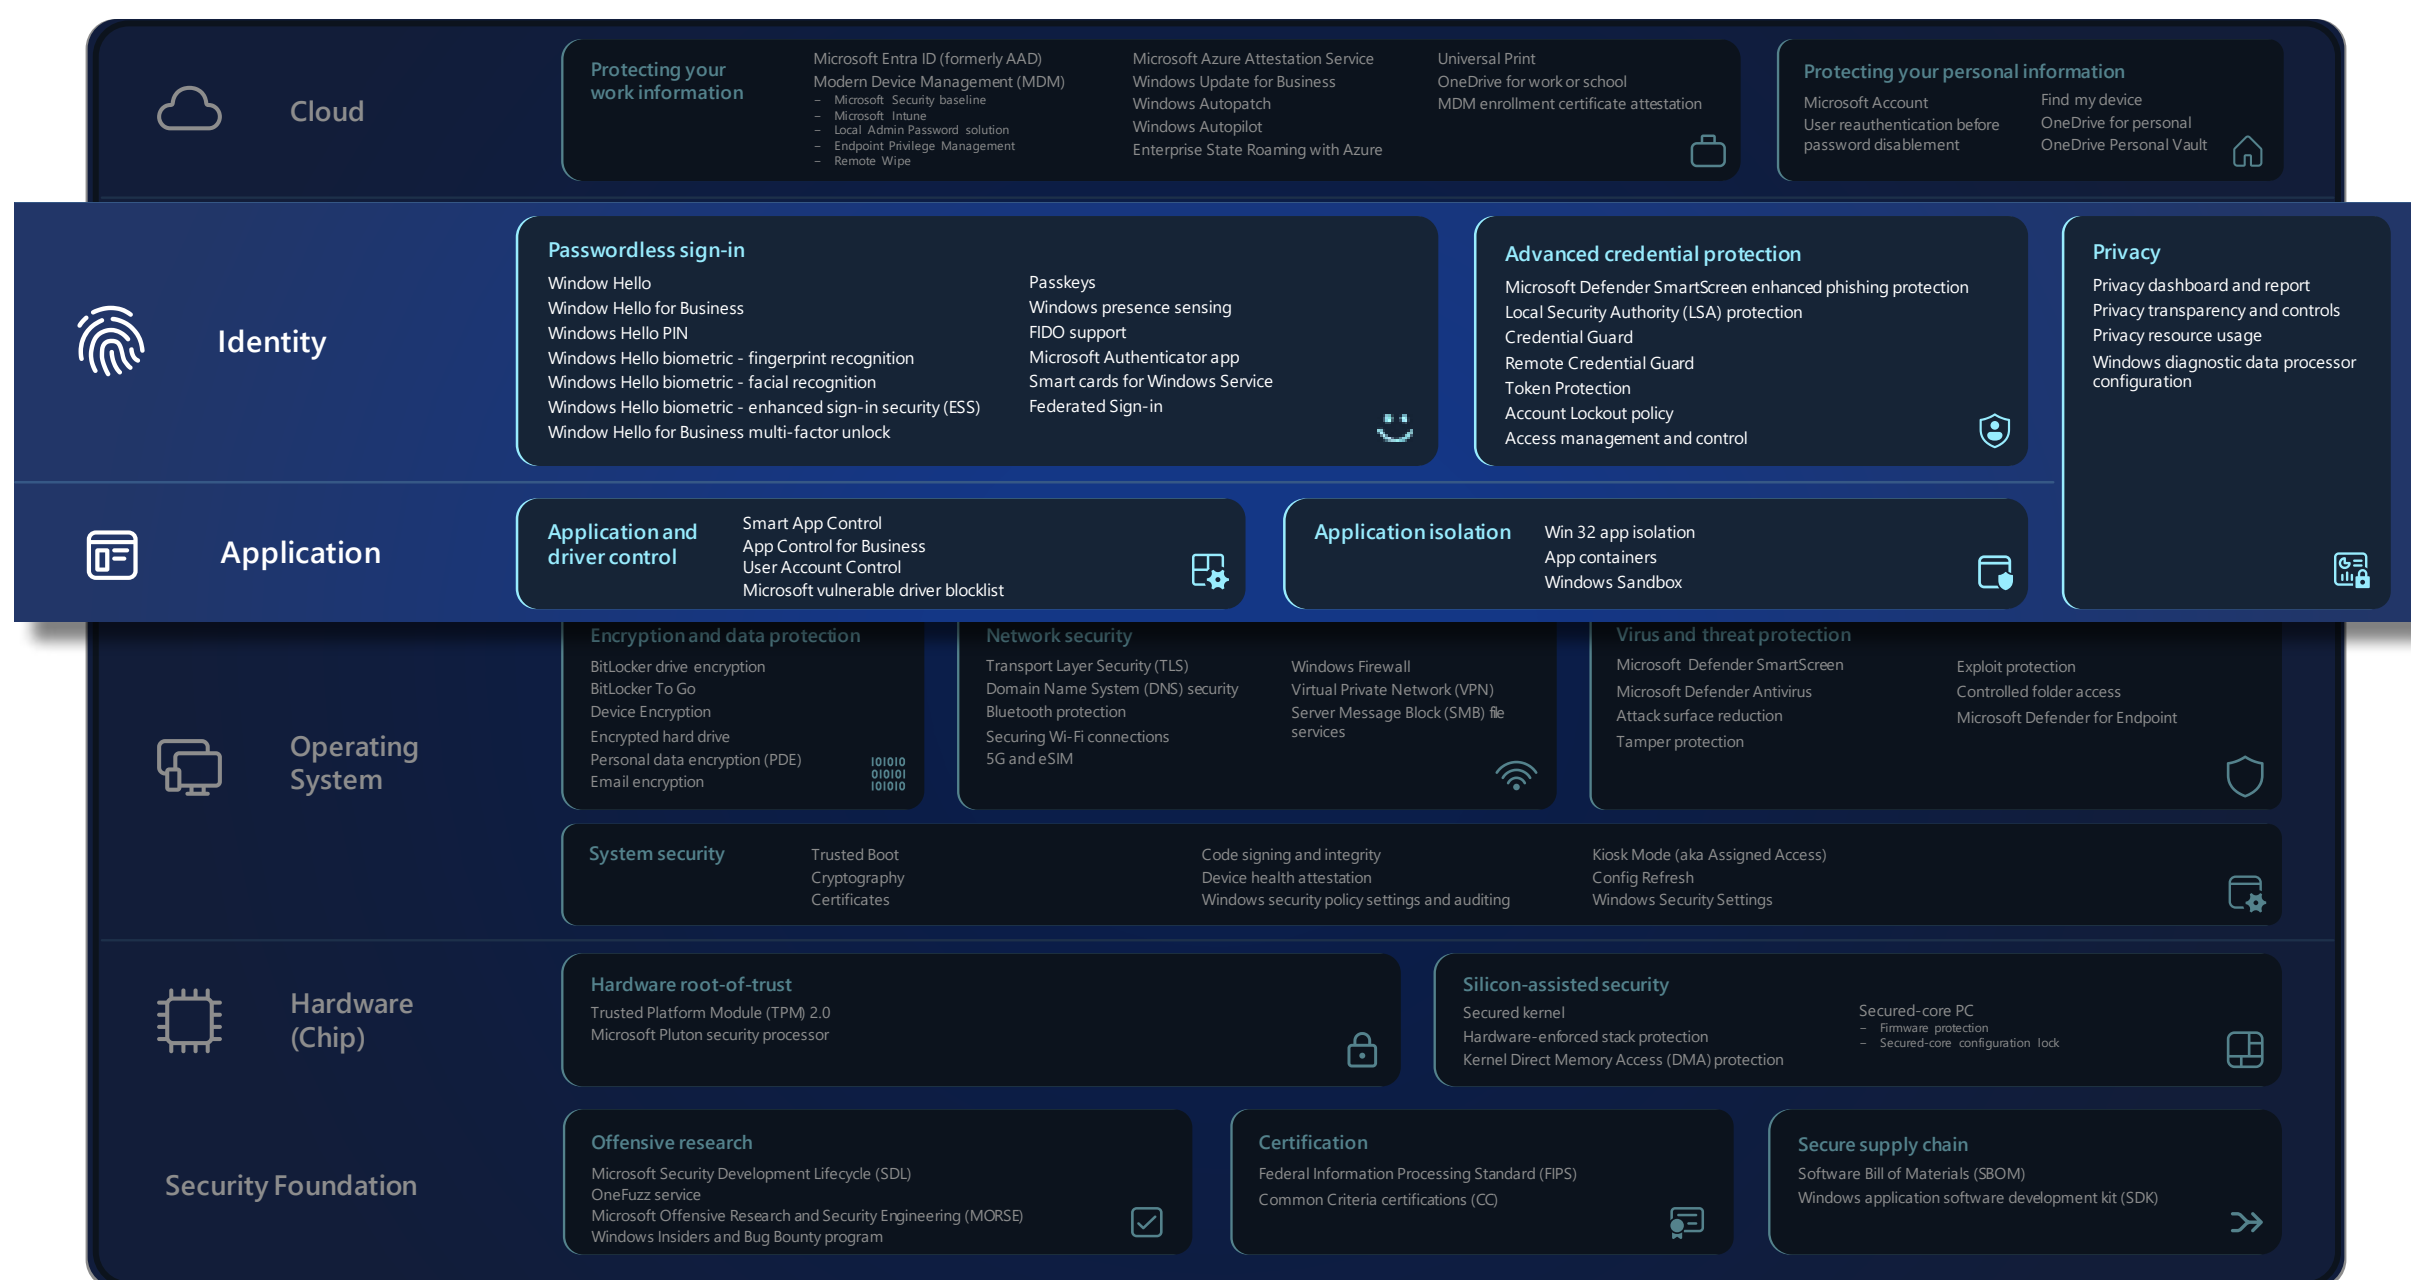 Cloud
Protecting your
work information
Microsoft Entra ID (formerly AAD)
Modern Device Management (MDM)
– Microsoft Security baseline
– Microsoft Intune
– Local Admin Password solution
– Endpoint Privilege Management
– Remote Wipe
Microsoft Azure Attestation Service
Windows Update for Business
Windows Autopatch
Windows Autopilot
Enterprise State Roaming with Azure
Universal Print
OneDrive for work or school
MDM enrollment certificate attestation
Protecting your personal information
Microsoft Account
User reauthentication before
password disablement
Find my device
OneDrive for personal
OneDrive Personal Vault
Identity
Passwordless sign-in
Window Hello
Window Hello for Business
Windows Hello PIN
Windows Hello biometric - fingerprint recognition
Windows Hello biometric - facial recognition
Windows Hello biometric - enhanced sign-in security (ESS)
Window Hello for Business multi-factor unlock
Passkeys
Windows presence sensing
FIDO support
Microsoft Authenticator app
Smart cards for Windows Service
Federated Sign-in
Advanced credential protection
Microsoft Defender SmartScreen enhanced phishing protection
Local Security Authority (LSA) protection
Credential Guard
Remote Credential Guard
Token Protection
Account Lockout policy
Access management and control
Privacy
Privacy dashboard and report
Privacy transparency and controls
Privacy resource usage
Windows diagnostic data processor
configuration
Application
Application and
driver control
Smart App Control
App Control for Business
User Account Control
Microsoft vulnerable driver blocklist
Application isolation
Win 32 app isolation
App containers
Windows Sandbox
Operating
System
Encryption and data protection
BitLocker drive encryption
BitLocker To Go
Device Encryption
Encrypted hard drive
Personal data encryption (PDE)
Email encryption
101010
010101
101010
Network security
Transport Layer Security (TLS)
Domain Name System (DNS) security
Bluetooth protection
Securing Wi-Fi connections
5G and eSIM
Windows Firewall
Virtual Private Network (VPN)
Server Message Block (SMB) file
services
Virus and threat protection
Microsoft Defender SmartScreen
Microsoft Defender Antivirus
Attack surface reduction
Tamper protection
Exploit protection
Controlled folder access
Microsoft Defender for Endpoint
System security
Trusted Boot
Cryptography
Certificates
Code signing and integrity
Device health attestation
Windows security policy settings and auditing
Kiosk Mode (aka Assigned Access)
Config Refresh
Windows Security Settings
Hardware
(Chip)
Hardware root-of-trust
Trusted Platform Module (TPM) 2.0
Microsoft Pluton security processor
Silicon-assisted security
Secured kernel
Hardware-enforced stack protection
Kernel Direct Memory Access (DMA) protection
Secured-core PC
– Firmware protection
– Secured-core configuration lock
Security Foundation
Offensive research
Microsoft Security Development Lifecycle (SDL)
OneFuzz service
Microsoft Offensive Research and Security Engineering (MORSE)
Windows Insiders and Bug Bounty program
Certification
Federal Information Processing Standard (FIPS)
Common Criteria certifications (CC)
Secure supply chain
Software Bill of Materials (SBOM)
Windows application software development kit (SDK)